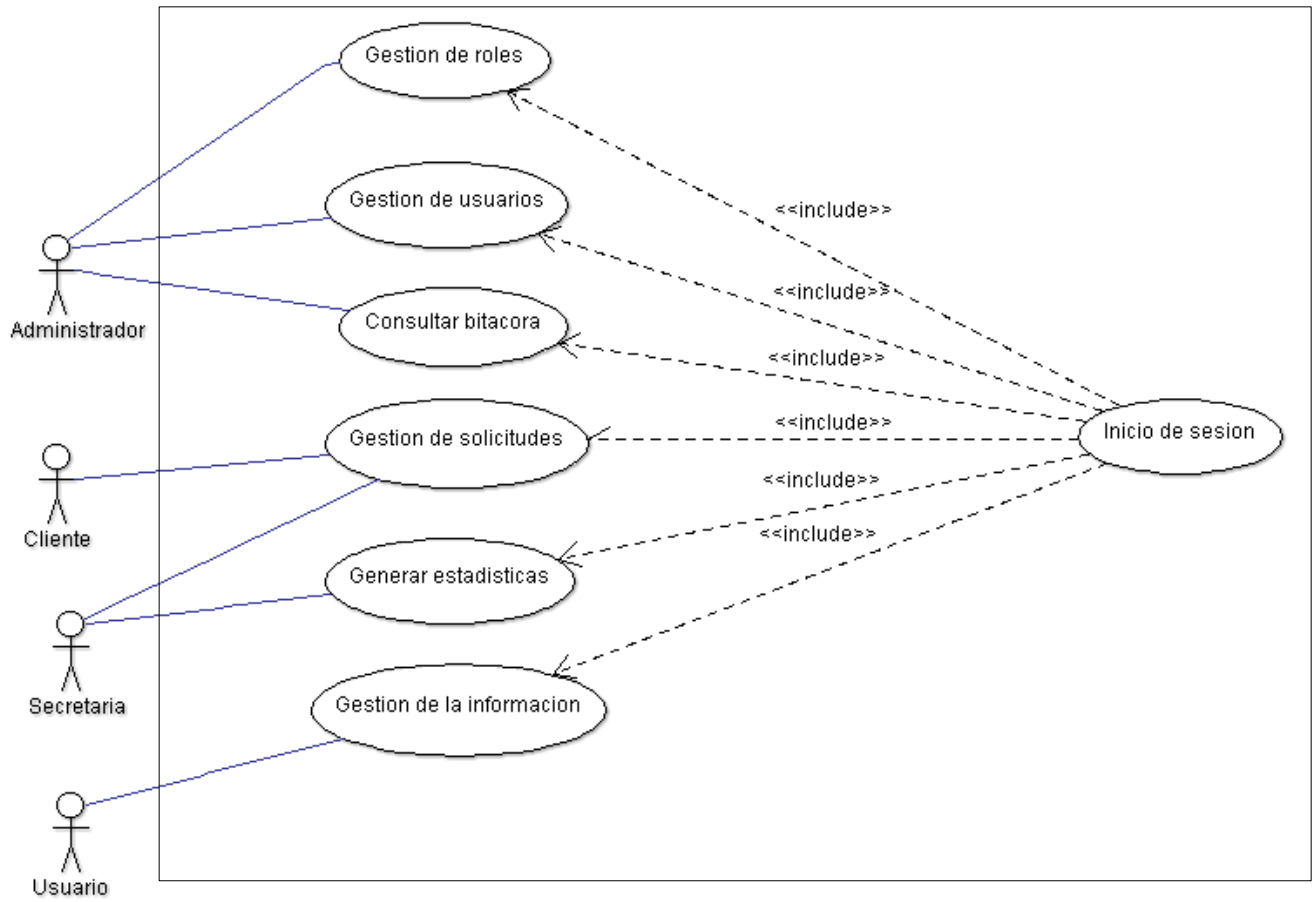 Gestion de roles
Gestion de usuarios
<<include>>
Administrador
Consultar bitacora
<<include>>
<<include>>
Cliente
Gestion de solicitudes
<<include>>
Inicio de sesion
<<include>>
<<include>>
Secretaria
Generar estadisticas
Gestion de la informacion
Usuario